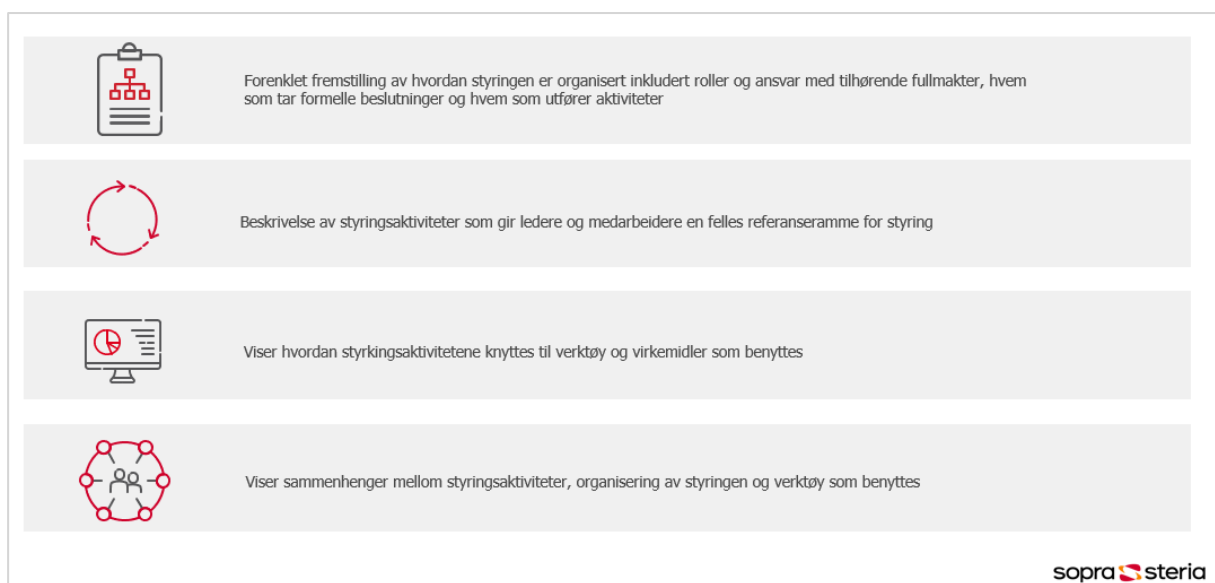 Forenklet fremstilling av hvordan styringen er organisert inkludert roller og ansvar med tilhørende fullmakter, hvem
som tar formelle beslutninger og hvem som utfører aktiviteter
Beskrivelse av styringsaktiviteter som gir ledere og medarbeidere en felles referanseramme for styring
Viser hvordan styrkingsaktivitetene knyttes til verktøy og virkemidler som benyttes
Viser sammenhenger mellom styringsaktiviteter, organisering av styringen og verktøy som benyttes
sopra steria